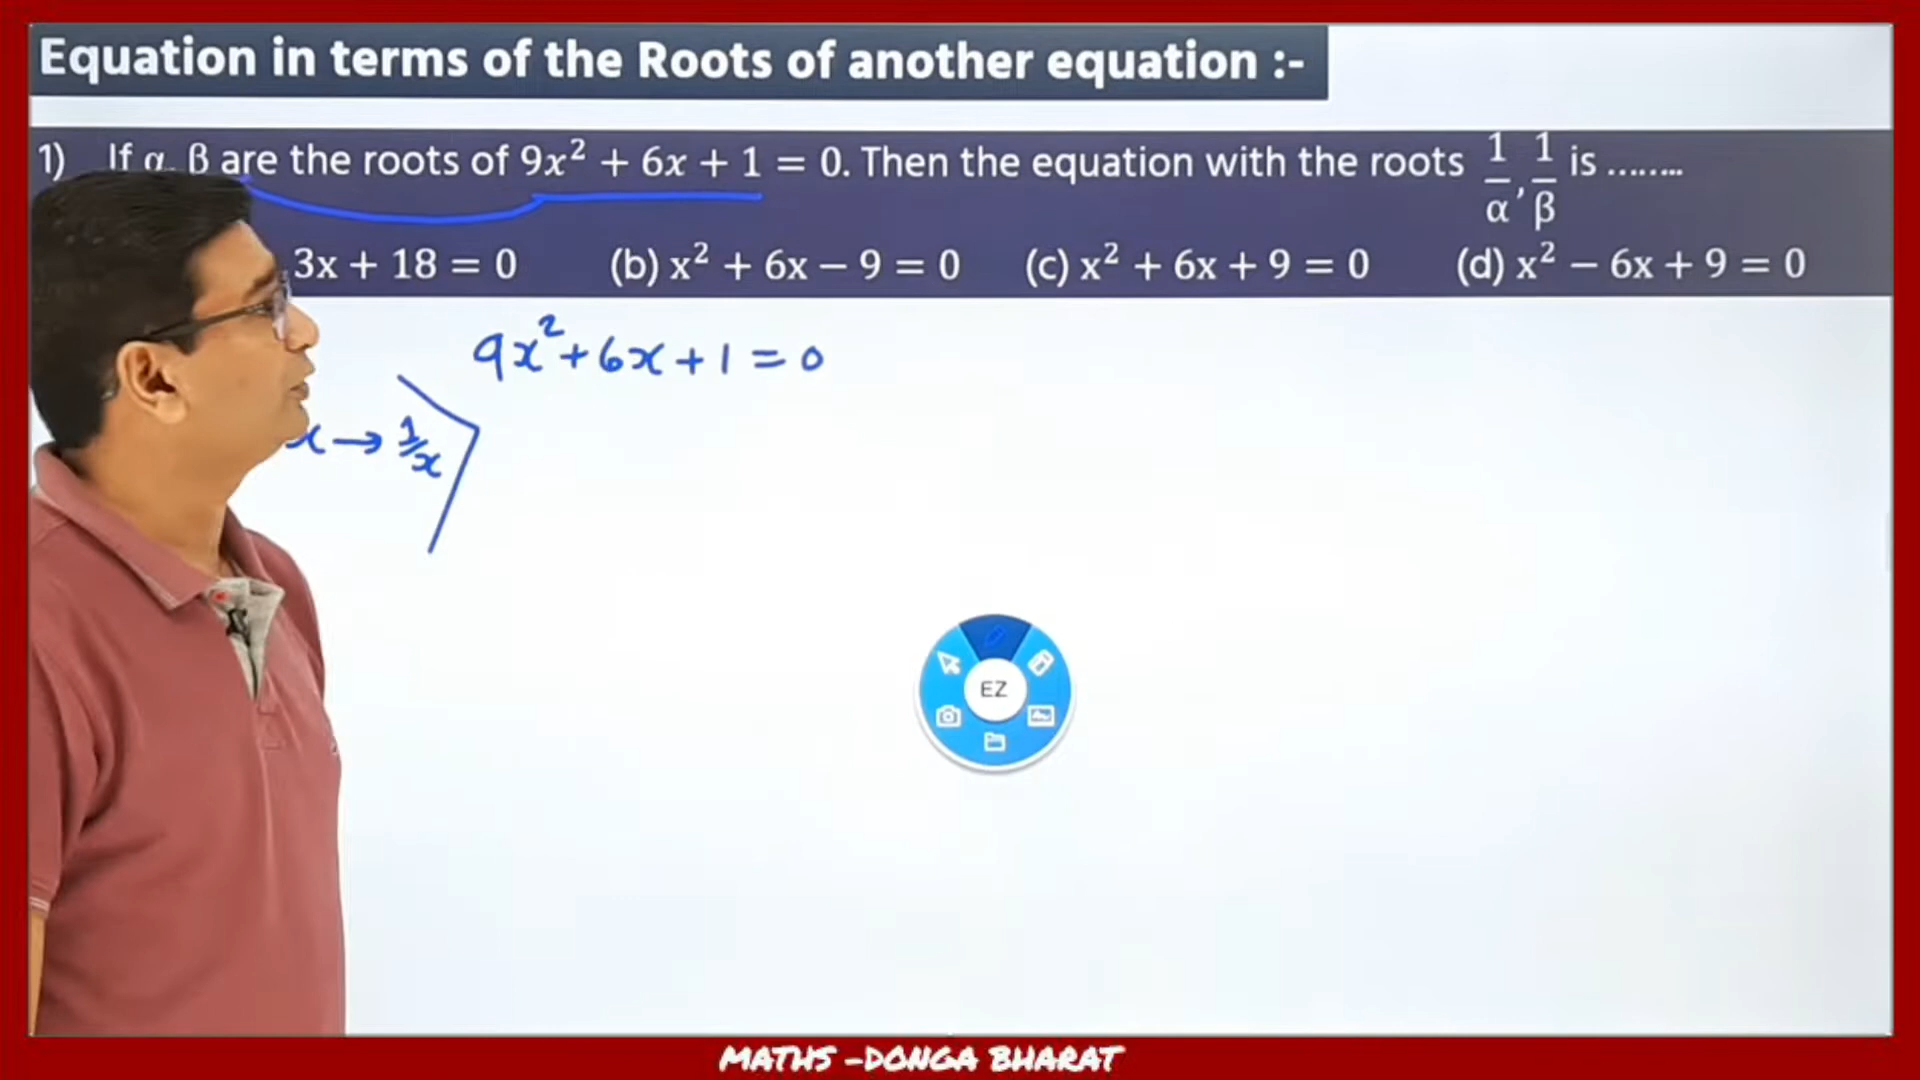 Equation in terms of the Roots of another equation :-
1) If α, β are the roots of 9x² + 6x + 1 = 0. Then the equation with the roots 1/α, 1/β is ........
3x + 18 = 0 (b) x² + 6x – 9 = 0 (c) x² + 6x + 9 = 0 (d) x² – 6x + 9 = 0
9x²+6x+1=0
x → 1/x
EZ
MATHS -DONGA BHARAT